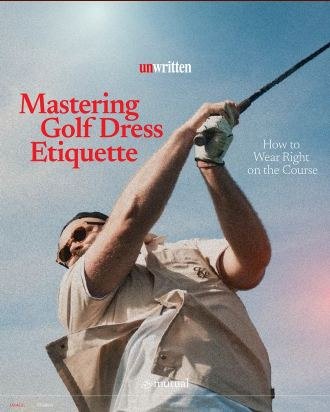 unwritten
Mastering
Golf Dress
Etiquette
How to
Wear Right
on the Course
mutual